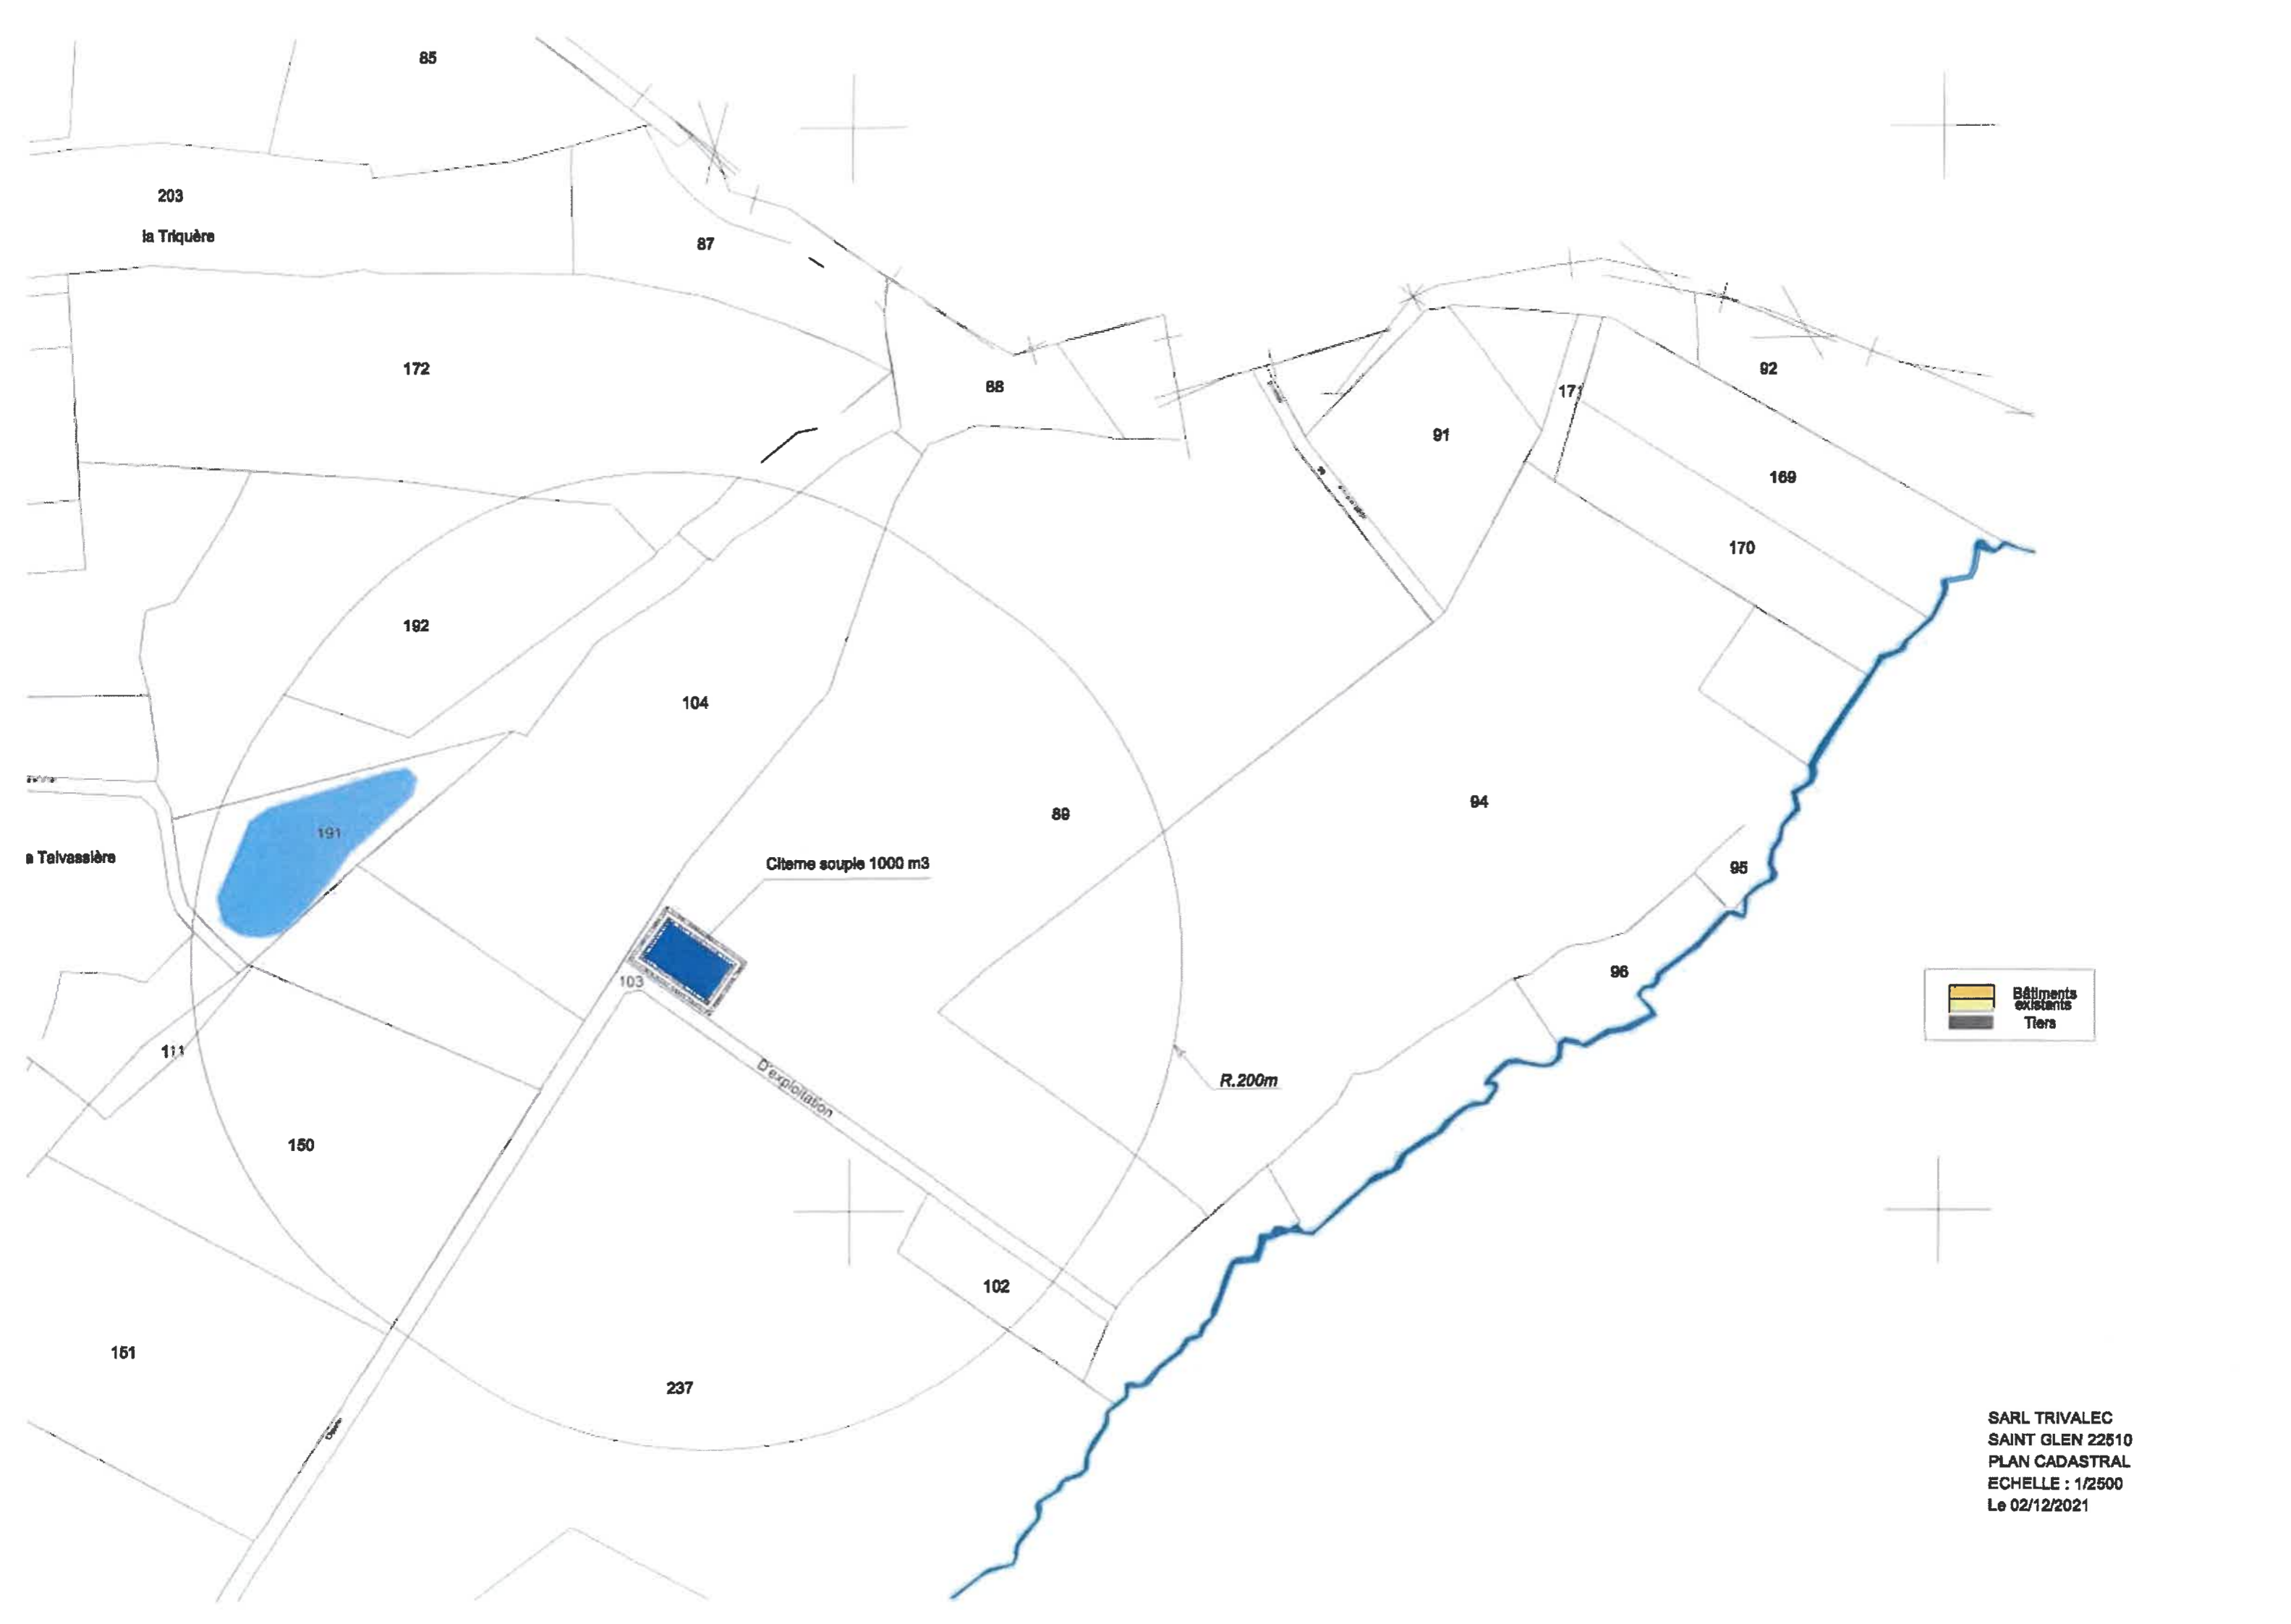 85
203
la Triquère
87
172
88
92
171
91
169
170
192
104
191
89
94
a Talvassière
Citerne souple 1000 m3
95
96
103
Bâtiments
existants
Tiers
111
D'exploitation
R.200m
150
102
151
237
SARL TRIVALEC
SAINT GLEN 22510
PLAN CADASTRAL
ECHELLE : 1/2500
Le 02/12/2021